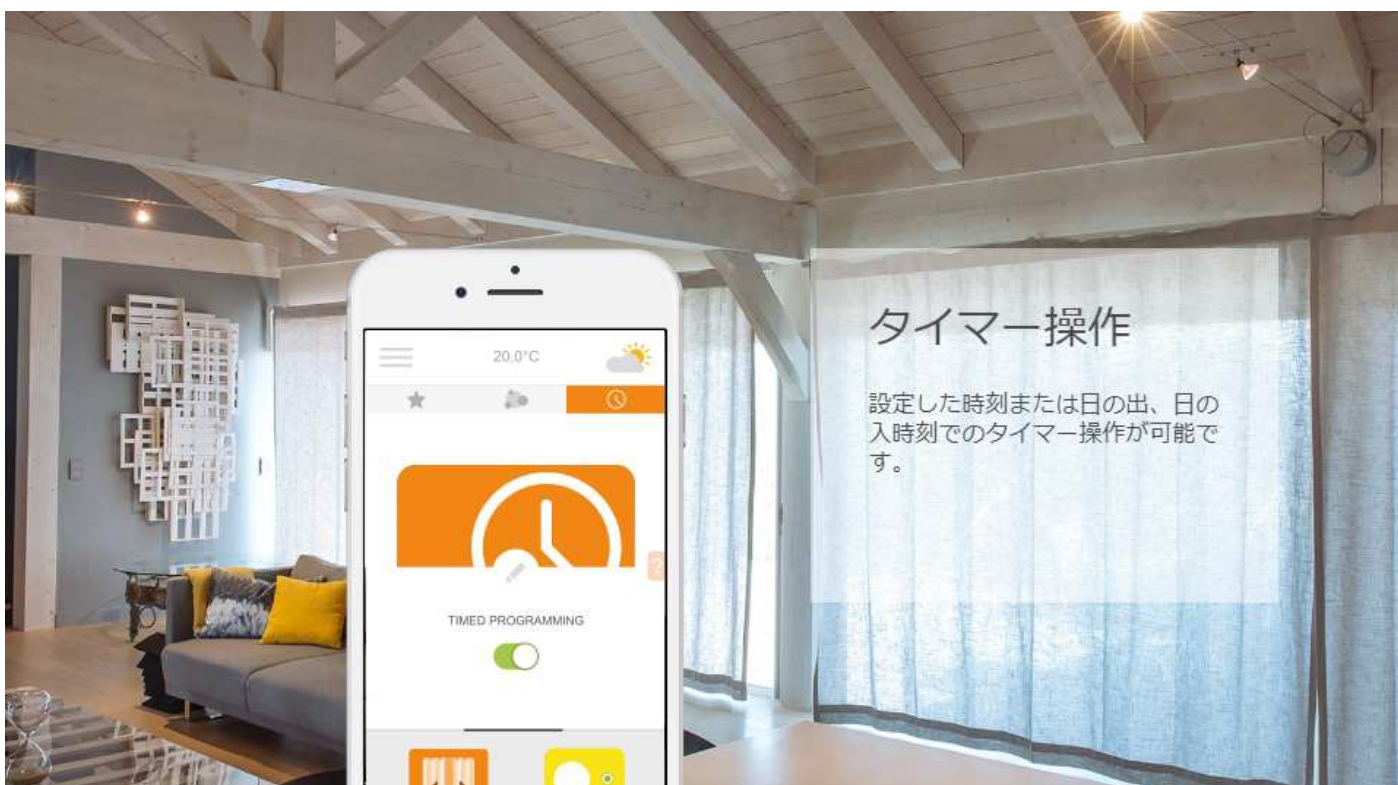 タイマー操作
設定した時刻または日の出、日の
入時刻でのタイマー操作が可能で
す。
20,0°C
?
TIMED PROGRAMMING